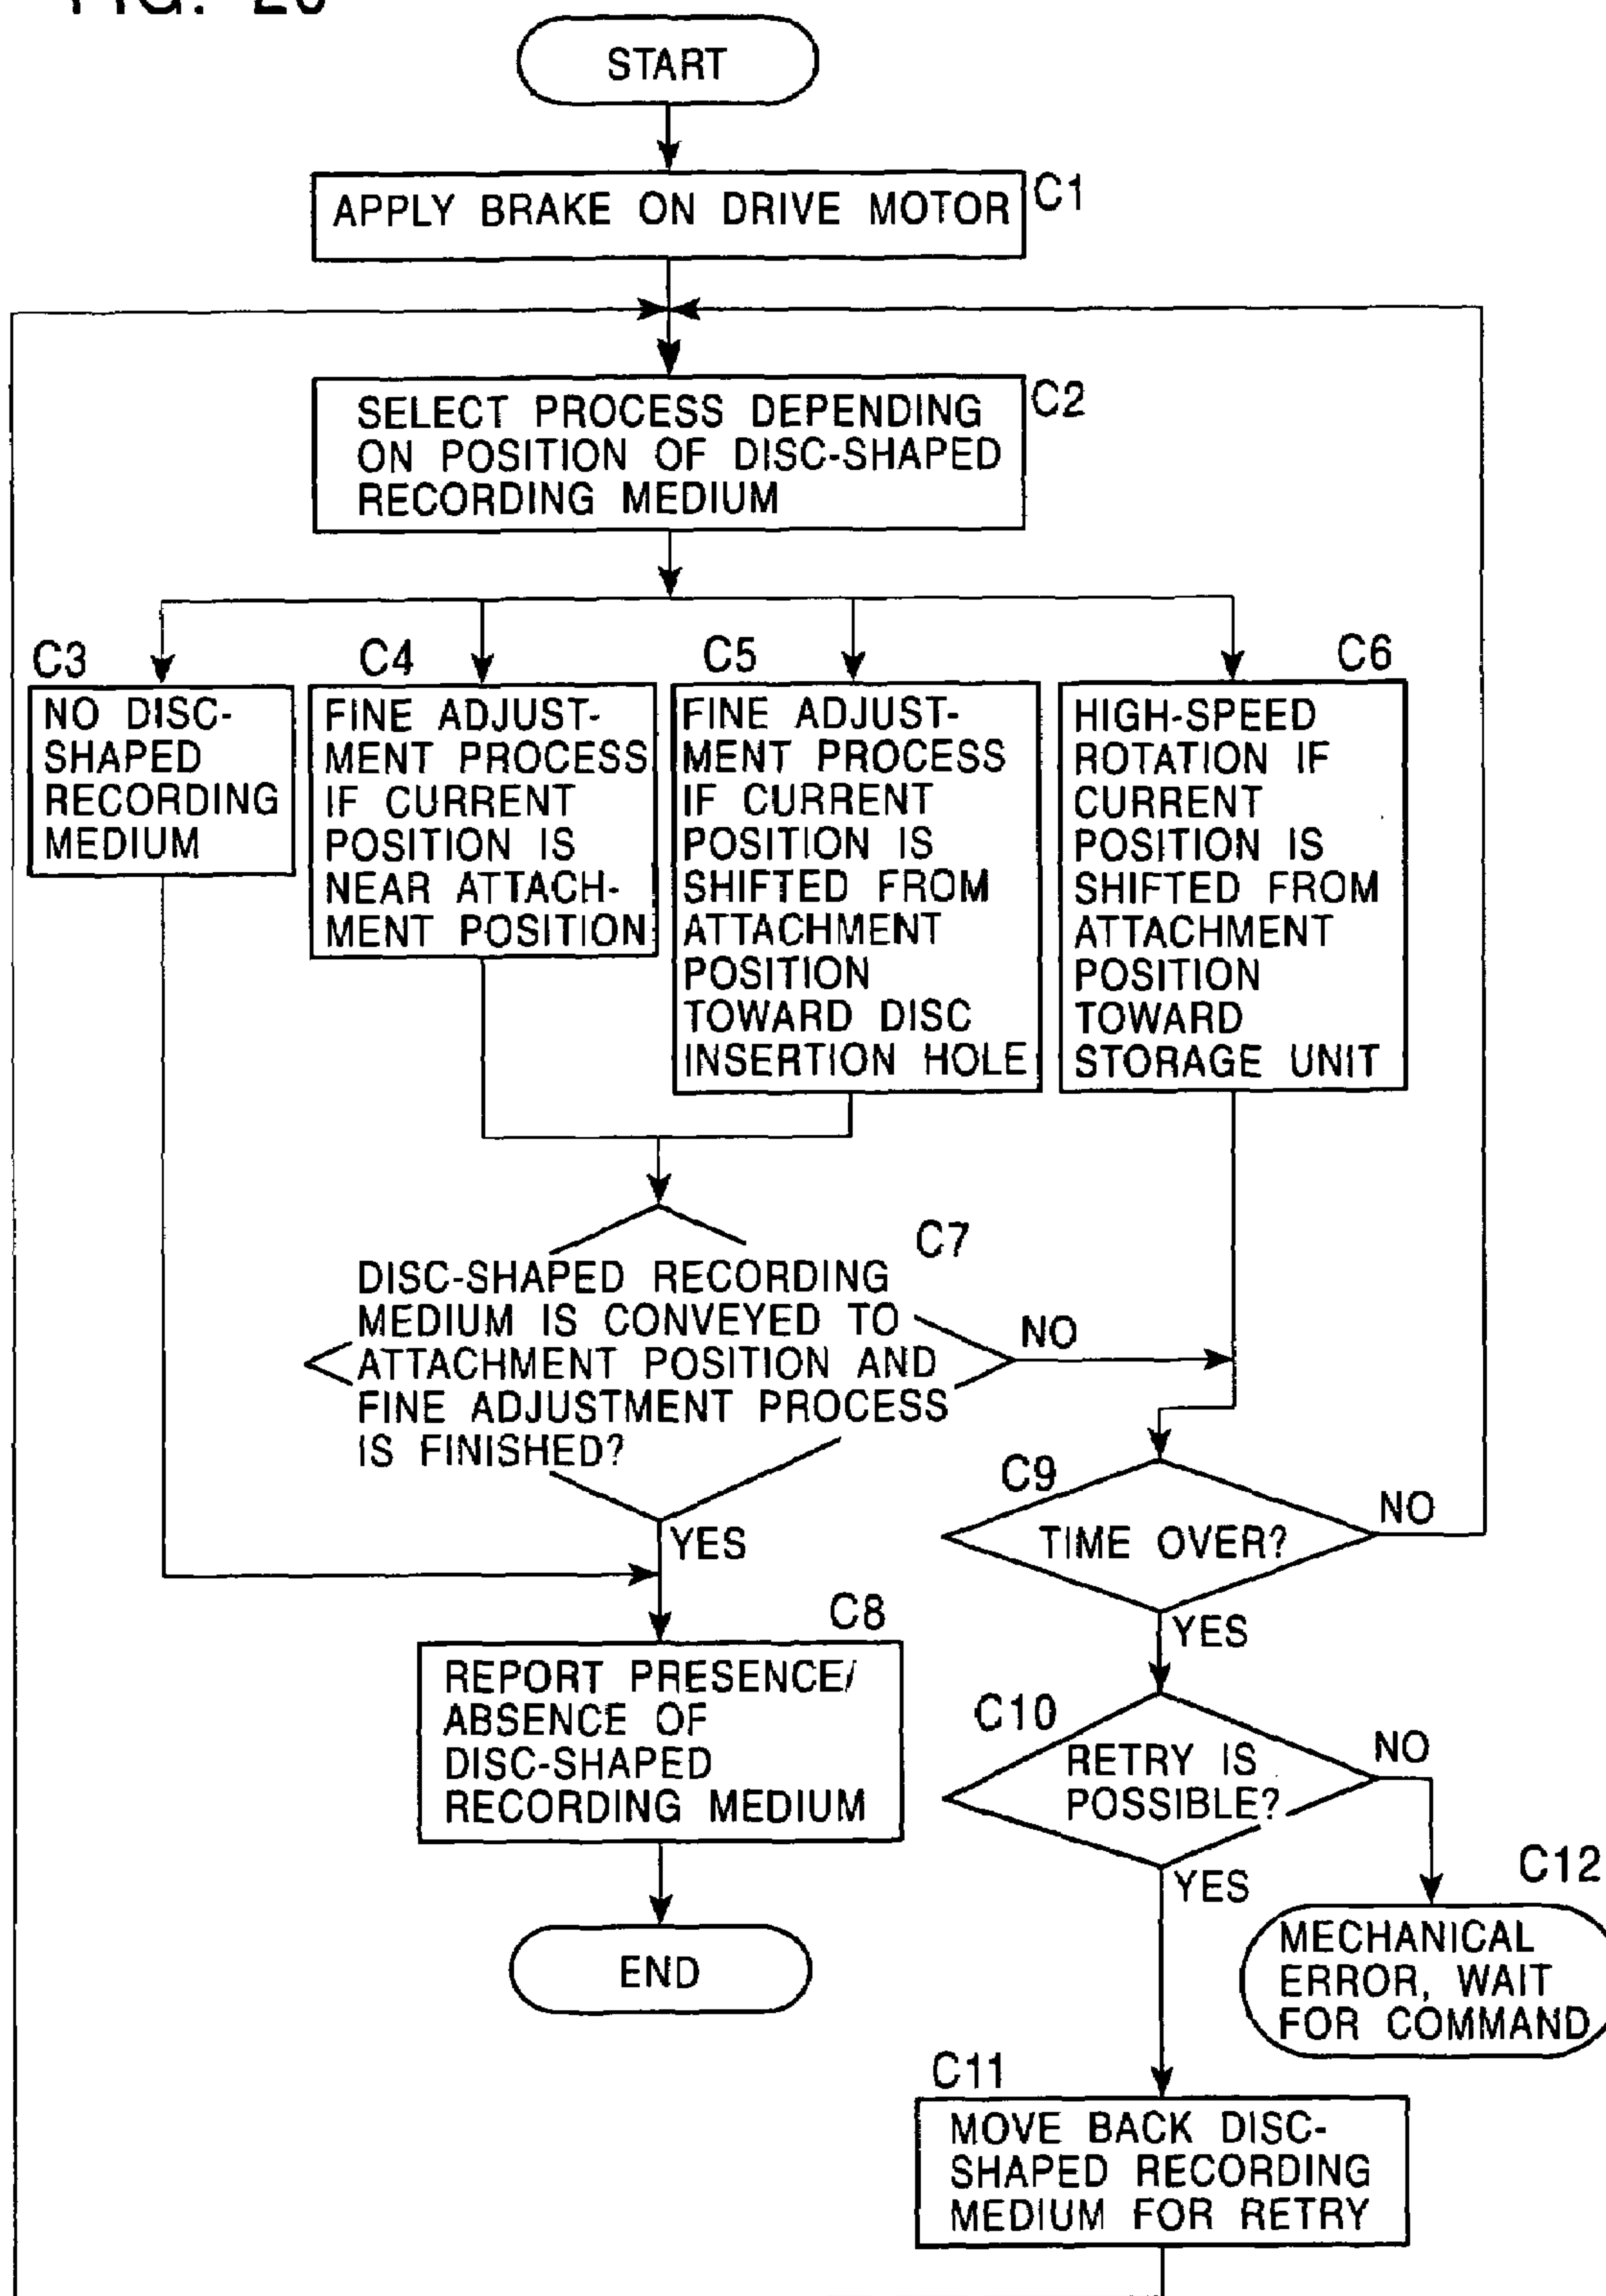 START
APPLY BRAKE ON DRIVE MOTOR
C1
SELECT PROCESS DEPENDING
ON POSITION OF DISC-SHAPED
RECORDING MEDIUM
C2
C3
NO DISC-
SHAPED
RECORDING
MEDIUM
C4
FINE ADJUST-
MENT PROCESS
IF CURRENT
POSITION IS
NEAR ATTACH-
MENT POSITION
C5
FINE ADJUST-
MENT PROCESS
IF CURRENT
POSITION IS
SHIFTED FROM
ATTACHMENT
POSITION
TOWARD DISC
INSERTION HOLE
C6
HIGH-SPEED
ROTATION IF
CURRENT
POSITION IS
SHIFTED FROM
ATTACHMENT
POSITION
TOWARD
STORAGE UNIT
C7
DISC-SHAPED RECORDING
MEDIUM IS CONVEYED TO
ATTACHMENT POSITION AND
FINE ADJUSTMENT PROCESS
IS FINISHED?
NO
YES
C8
REPORT PRESENCE/
ABSENCE OF
DISC-SHAPED
RECORDING MEDIUM
END
C9
TIME OVER?
NO
YES
C10
RETRY IS
POSSIBLE?
NO
YES
C12
MECHANICAL
ERROR, WAIT
FOR COMMAND
C11
MOVE BACK DISC-
SHAPED RECORDING
MEDIUM FOR RETRY